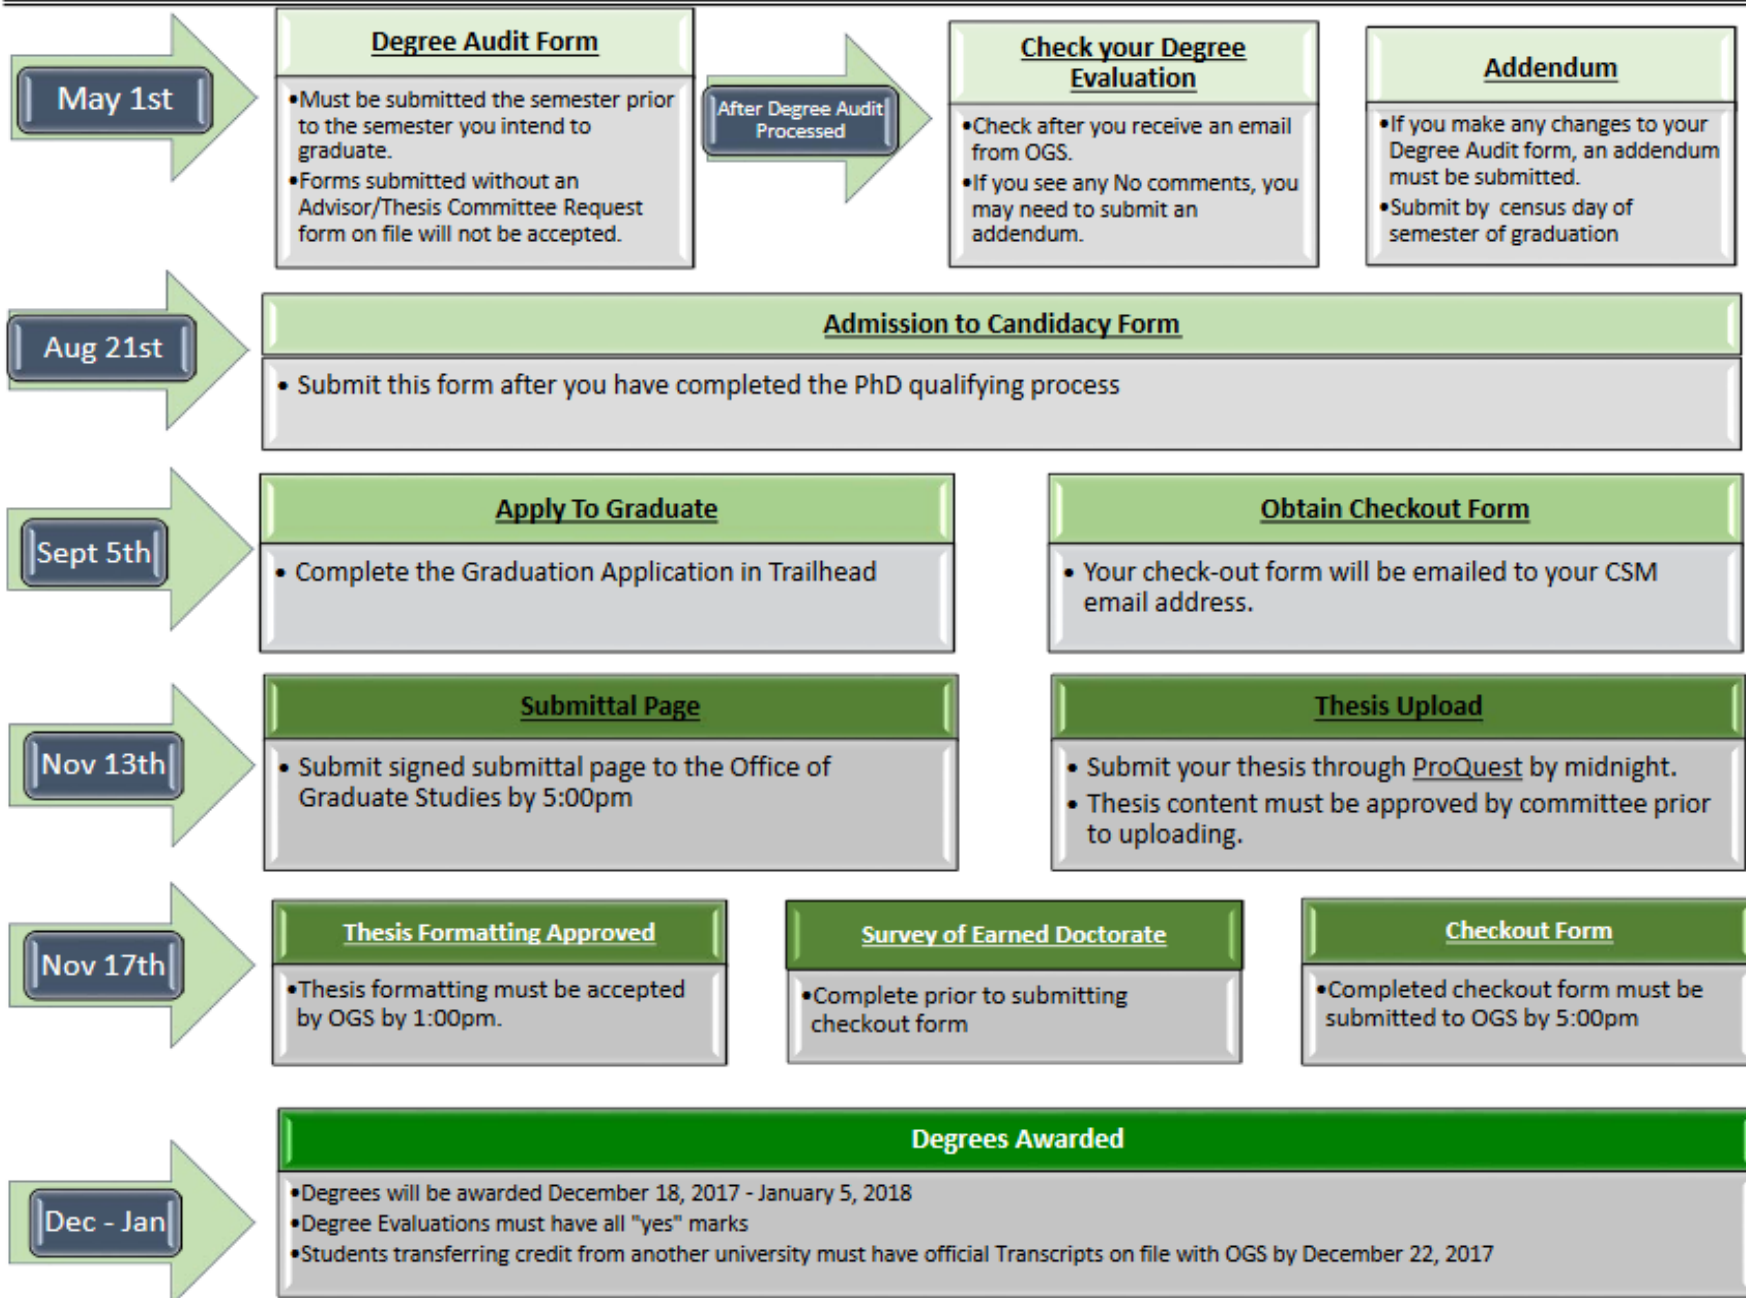 May 1st
Degree Audit Form
•Must be submitted the semester prior
to the semester you intend to
graduate.
•Forms submitted without an
Advisor/Thesis Committee Request
form on file will not be accepted.
After Degree Audit
Processed
Check your Degree
Evaluation
•Check after you receive an email
from OGS.
•If you see any No comments, you
may need to submit an
addendum.
Addendum
•If you make any changes to your
Degree Audit form, an addendum
must be submitted.
•Submit by census day of
semester of graduation
Aug 21st
Admission to Candidacy Form
• Submit this form after you have completed the PhD qualifying process
Sept 5th
Apply To Graduate
• Complete the Graduation Application in Trailhead
Obtain Checkout Form
• Your check-out form will be emailed to your CSM
email address.
Nov 13th
Submittal Page
• Submit signed submittal page to the Office of
Graduate Studies by 5:00pm
Thesis Upload
• Submit your thesis through ProQuest by midnight.
• Thesis content must be approved by committee prior
to uploading.
Nov 17th
Thesis Formatting Approved
•Thesis formatting must be accepted
by OGS by 1:00pm.
Survey of Earned Doctorate
•Complete prior to submitting
checkout form
Checkout Form
•Completed checkout form must be
submitted to OGS by 5:00pm
Dec - Jan
Degrees Awarded
•Degrees will be awarded December 18, 2017 - January 5, 2018
•Degree Evaluations must have all "yes" marks
•Students transferring credit from another university must have official Transcripts on file with OGS by December 22, 2017